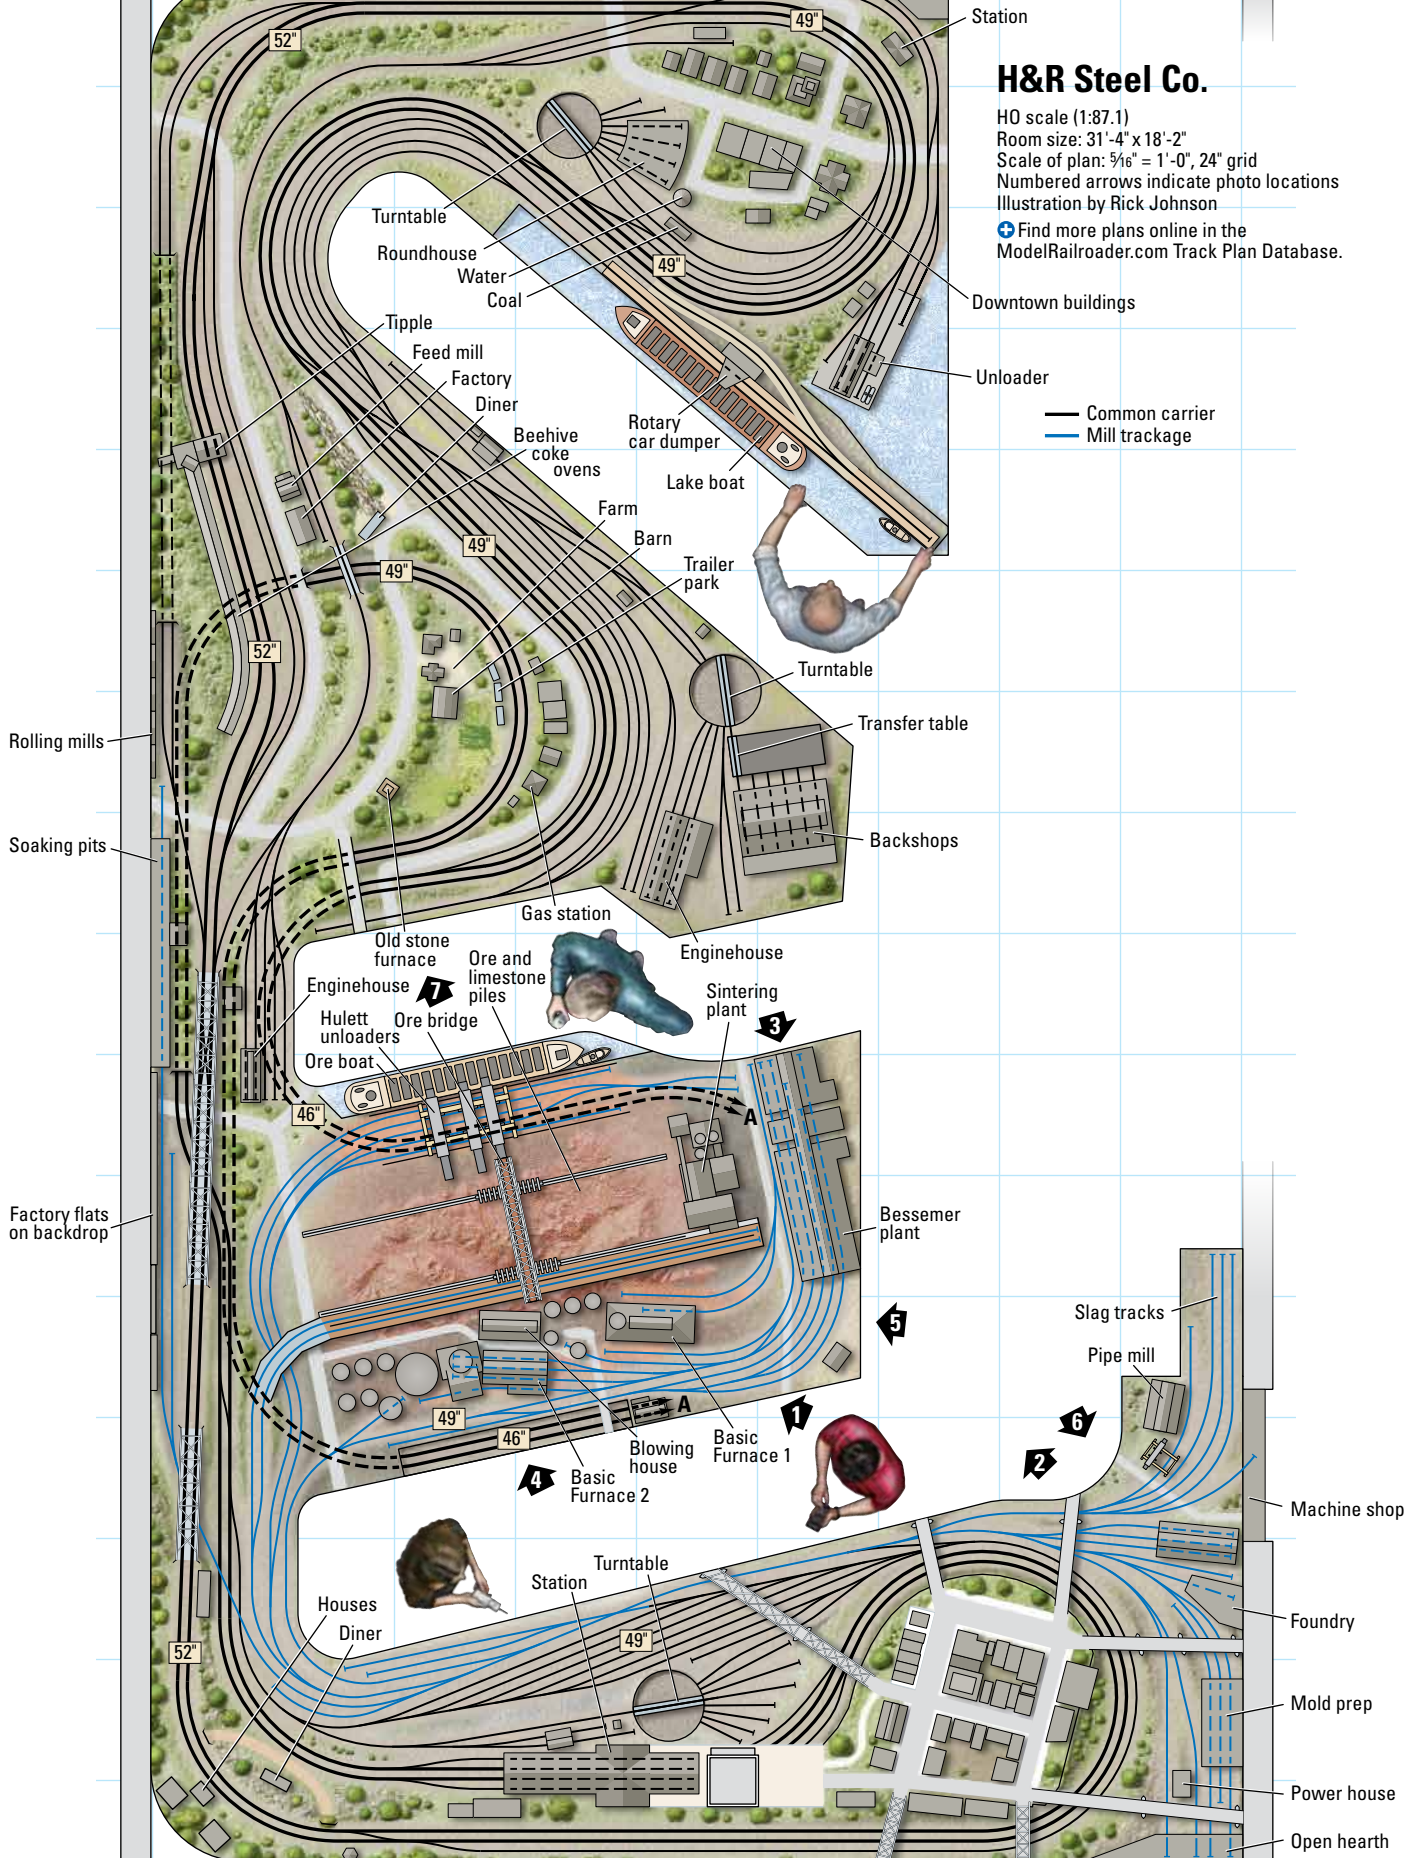 52"
49"
Station
H&R Steel Co.
HO scale (1:87.1)
Room size: 31'-4" x 18'-2"
Scale of plan: 5⁄16" = 1'-0", 24" grid
Numbered arrows indicate photo locations
Illustration by Rick Johnson
Find more plans online in the
ModelRailroader.com Track Plan Database.
Turntable
Roundhouse
Water
Coal
49"
Downtown buildings
Tipple
Feed mill
Factory
Diner
Beehive
coke
ovens
Rotary
car dumper
Lake boat
Unloader
Common carrier
Mill trackage
Farm
Barn
Trailer
park
49"
49"
52"
Turntable
Transfer table
Rolling mills
Soaking pits
Backshops
Gas station
Old stone
furnace
Enginehouse
Enginehouse
7
Ore and
limestone
piles
Hulett
unloaders
Ore bridge
Ore boat
Sintering
plant
3
46"
A
Factory flats
on backdrop
Bessemer
plant
5
Slag tracks
Pipe mill
49"
46"
A
1
6
2
4
Blowing
house
Basic
Furnace 1
Basic
Furnace 2
Machine shop
Turntable
Station
Houses
Diner
49"
52"
Foundry
Mold prep
Power house
Open hearth